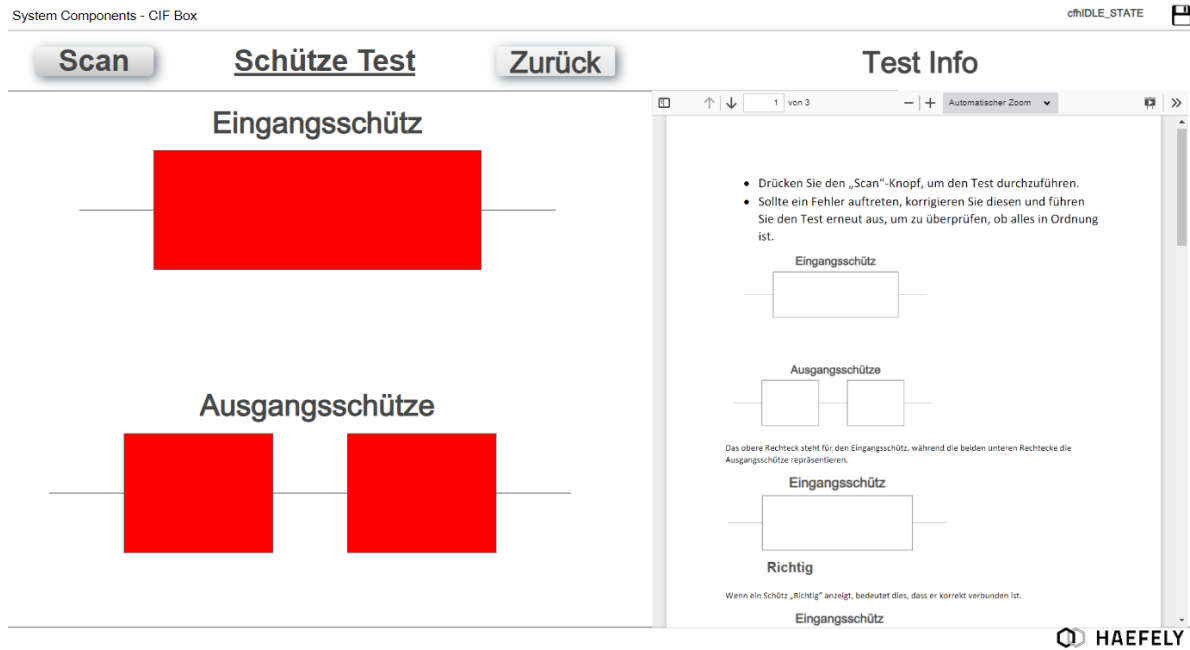 System Components - CIF Box
cfhIDLE_STATE
Scan
Schütze Test
Zurück
Test Info
1 von 3
Automatischer Zoom
Eingangsschütz
Ausgangsschütze
• Drücken Sie den „Scan“-Knopf, um den Test durchzuführen.
• Sollte ein Fehler auftreten, korrigieren Sie diesen und führen
Sie den Test erneut aus, um zu überprüfen, ob alles in Ordnung
ist.
Eingangsschütz
Ausgangsschütze
Das obere Rechteck steht für den Eingangsschütz, während die beiden unteren Rechtecke die
Ausgangsschütze repräsentieren.
Eingangsschütz
Richtig
Wenn ein Schütz „Richtig“ anzeigt, bedeutet dies, dass er korrekt verbunden ist.
Eingangsschütz
HAEFELY